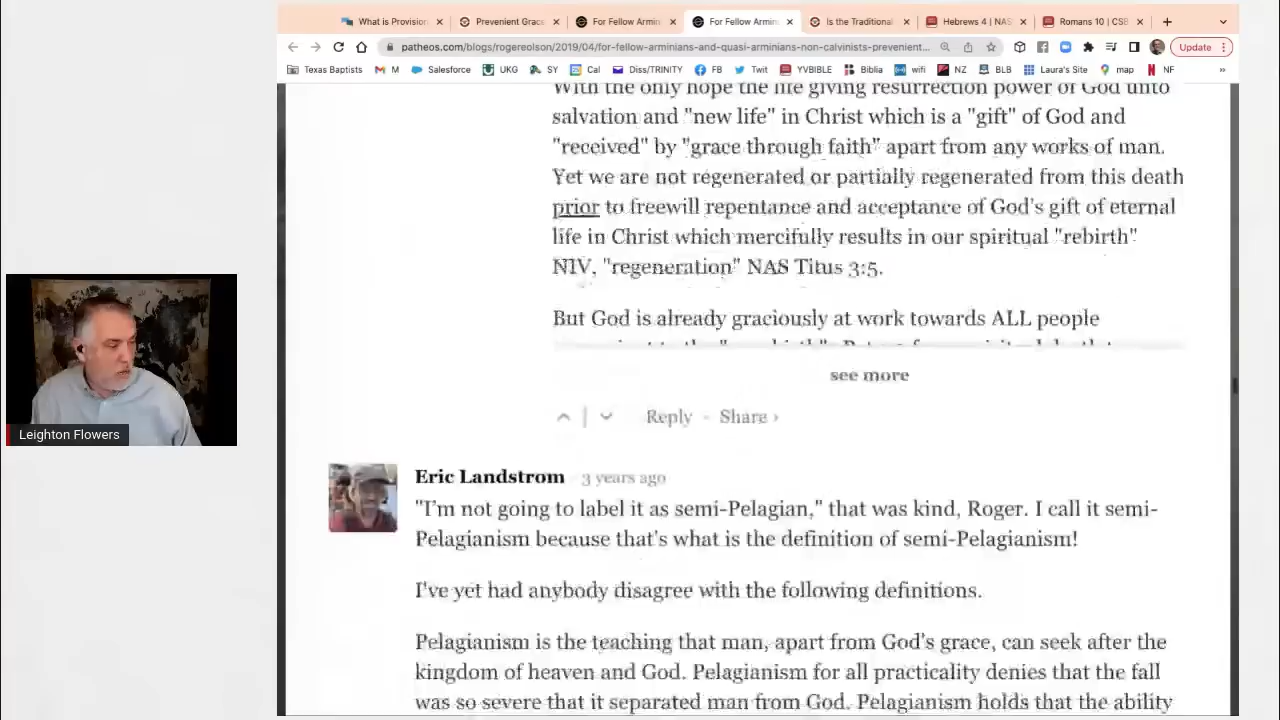 What is Provision
Prevenient Grace
For Fellow Armin
For Fellow Armin
Is the Traditional
Hebrews 4 | NAS
Romans 10 | CSB
patheos.com/blogs/rogereolson/2019/04/for-fellow-arminians-and-quasi-arminians-non-calvinists-prevenient...
Update
Texas Baptists
M
Salesforce
UKG
SY
Cal
Diss/TRINITY
FB
Twit
YVBIBLE
Biblia
wifi
NZ
BLB
Laura's Site
map
NF
»
With the only hope the life giving resurrection power of God unto
salvation and "new life" in Christ which is a "gift" of God and
"received" by "grace through faith" apart from any works of man.
Yet we are not regenerated or partially regenerated from this death
prior to freewill repentance and acceptance of God's gift of eternal
life in Christ which mercifully results in our spiritual "rebirth"
NIV, "regeneration" NAS Titus 3:5.
But God is already graciously at work towards ALL people
see more
Reply · Share ›
Eric Landstrom · 3 years ago
"I'm not going to label it as semi-Pelagian," that was kind, Roger. I call it semi-
Pelagianism because that's what is the definition of semi-Pelagianism!
I've yet had anybody disagree with the following definitions.
Pelagianism is the teaching that man, apart from God's grace, can seek after the
kingdom of heaven and God. Pelagianism for all practicality denies that the fall
was so severe that it separated man from God. Pelagianism holds that the ability
Leighton Flowers